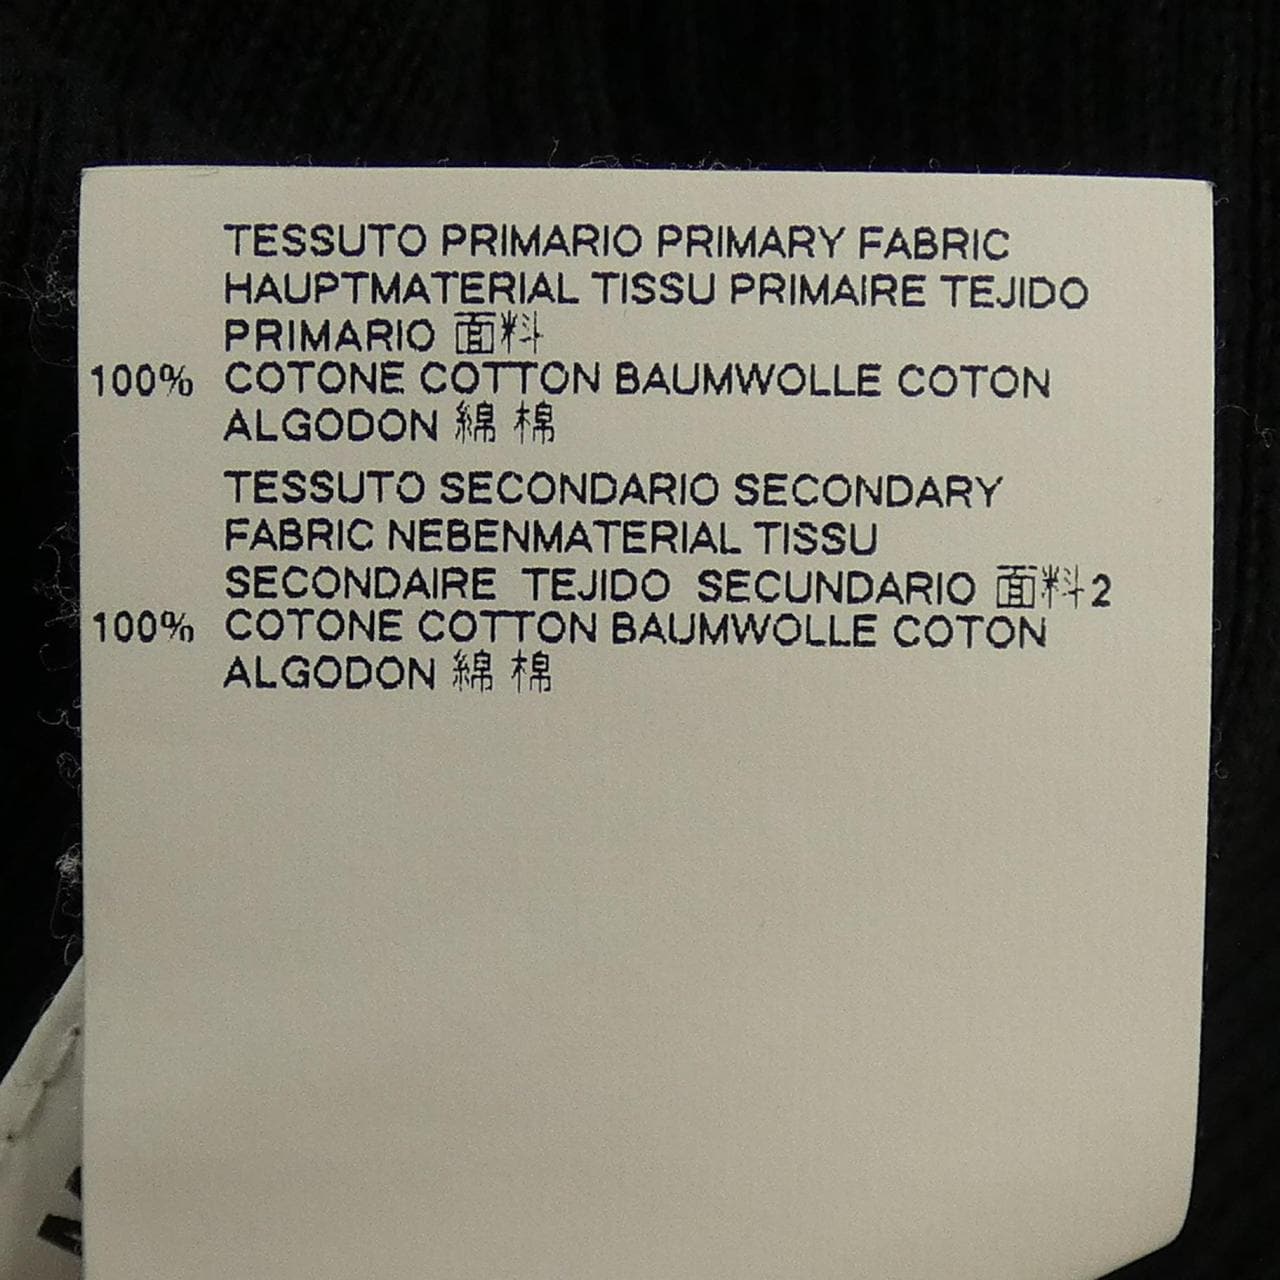 TESSUTO PRIMARIO PRIMARY FABRIC
HAUPTMATERIAL TISSU PRIMAIRE TEJIDO
PRIMARIO 面料
100% COTONE COTTON BAUMWOLLE COTON
ALGODON 綿 棉
TESSUTO SECONDARIO SECONDARY
FABRIC NEBENMATERIAL TISSU
SECONDAIRE TEJIDO SECUNDARIO 面料2
100% COTONE COTTON BAUMWOLLE COTON
ALGODON 綿 棉